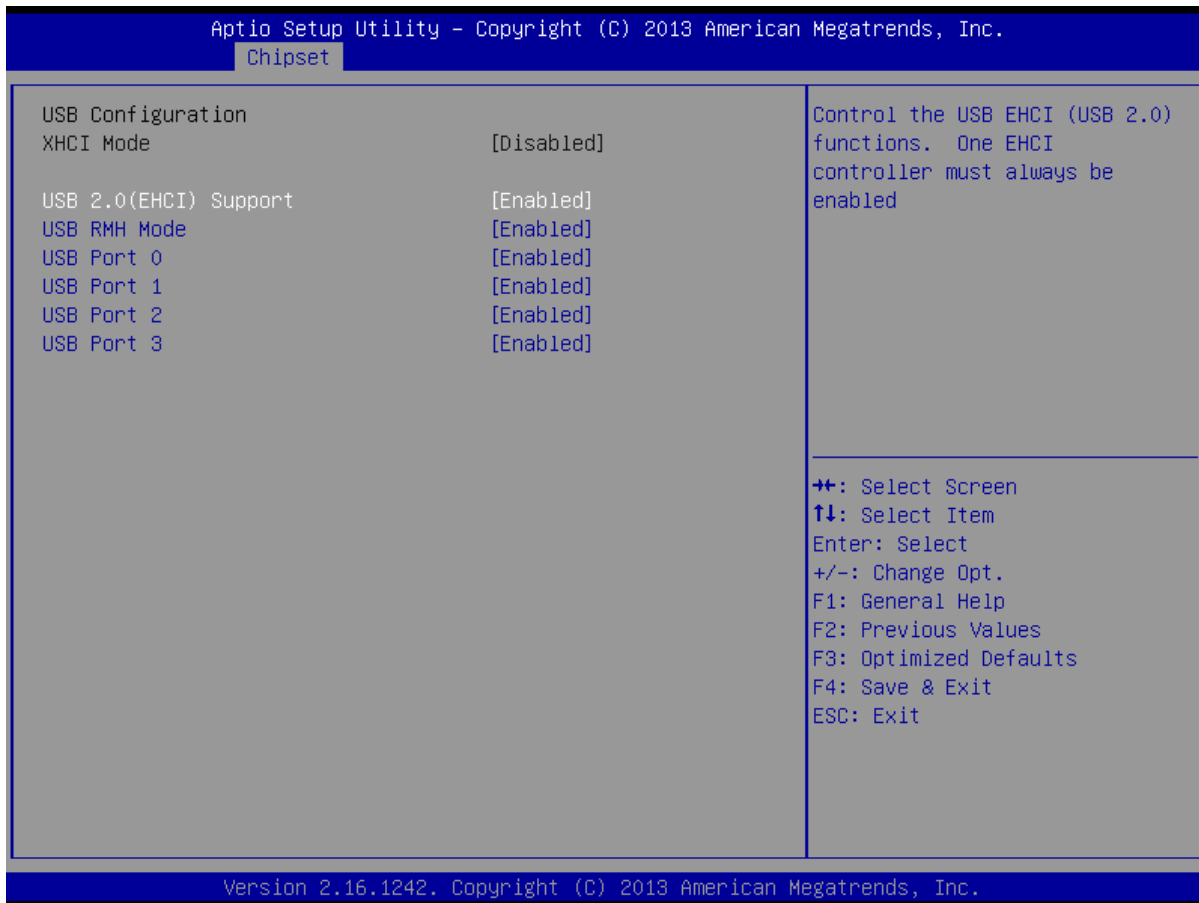 Aptio Setup Utility – Copyright (C) 2013 American Megatrends, Inc.
Chipset
USB Configuration
XHCI Mode [Disabled]
USB 2.0(EHCI) Support [Enabled]
USB RMH Mode [Enabled]
USB Port 0 [Enabled]
USB Port 1 [Enabled]
USB Port 2 [Enabled]
USB Port 3 [Enabled]
Control the USB EHCI (USB 2.0)
functions. One EHCI
controller must always be
enabled
→←: Select Screen
↑↓: Select Item
Enter: Select
+/-: Change Opt.
F1: General Help
F2: Previous Values
F3: Optimized Defaults
F4: Save & Exit
ESC: Exit
Version 2.16.1242. Copyright (C) 2013 American Megatrends, Inc.